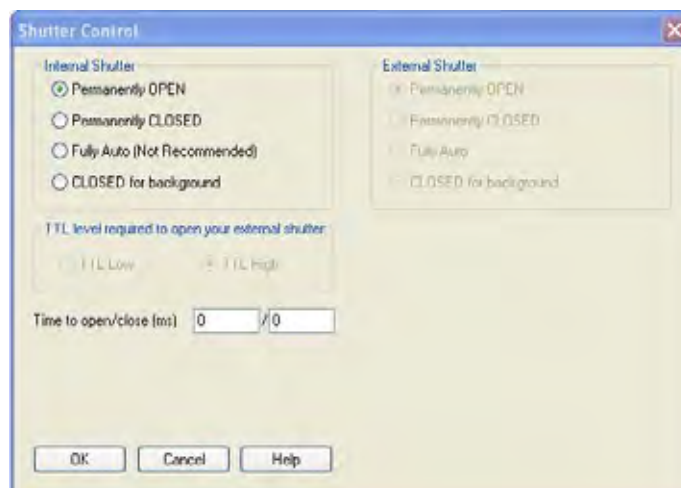 Shutter Control
Internal Shutter
Permanently OPEN
Permanently CLOSED
Fully Auto (Not Recommended)
CLOSED for background
External Shutter
Permanently OPEN
Permanently CLOSED
Fully Auto
CLOSED for background
TTL level required to open your external shutter
TTL Low TTL High
Time to open/close (ms) 0 / 0
OK Cancel Help